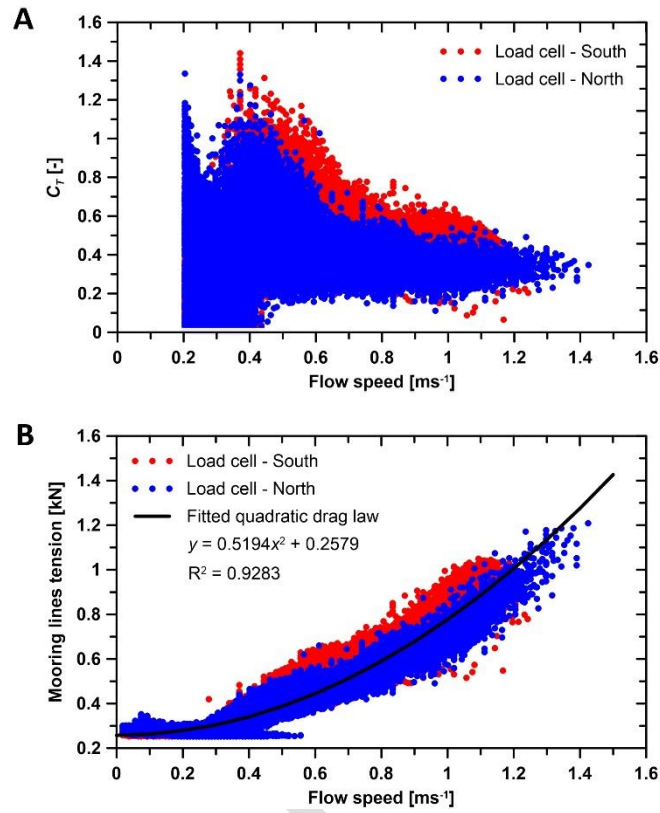 A
1.6
1.4
1.2
1
0.8
0.6
0.4
0.2
0
C_T [-]
Load cell - South
Load cell - North
0 0.2 0.4 0.6 0.8 1 1.2 1.4 1.6
Flow speed [ms⁻¹]
B
1.6
1.4
1.2
1
0.8
0.6
0.4
0.2
Mooring lines tension [kN]
Load cell - South
Load cell - North
Fitted quadratic drag law
y = 0.5194x² + 0.2579
R² = 0.9283
0 0.2 0.4 0.6 0.8 1 1.2 1.4 1.6
Flow speed [ms⁻¹]